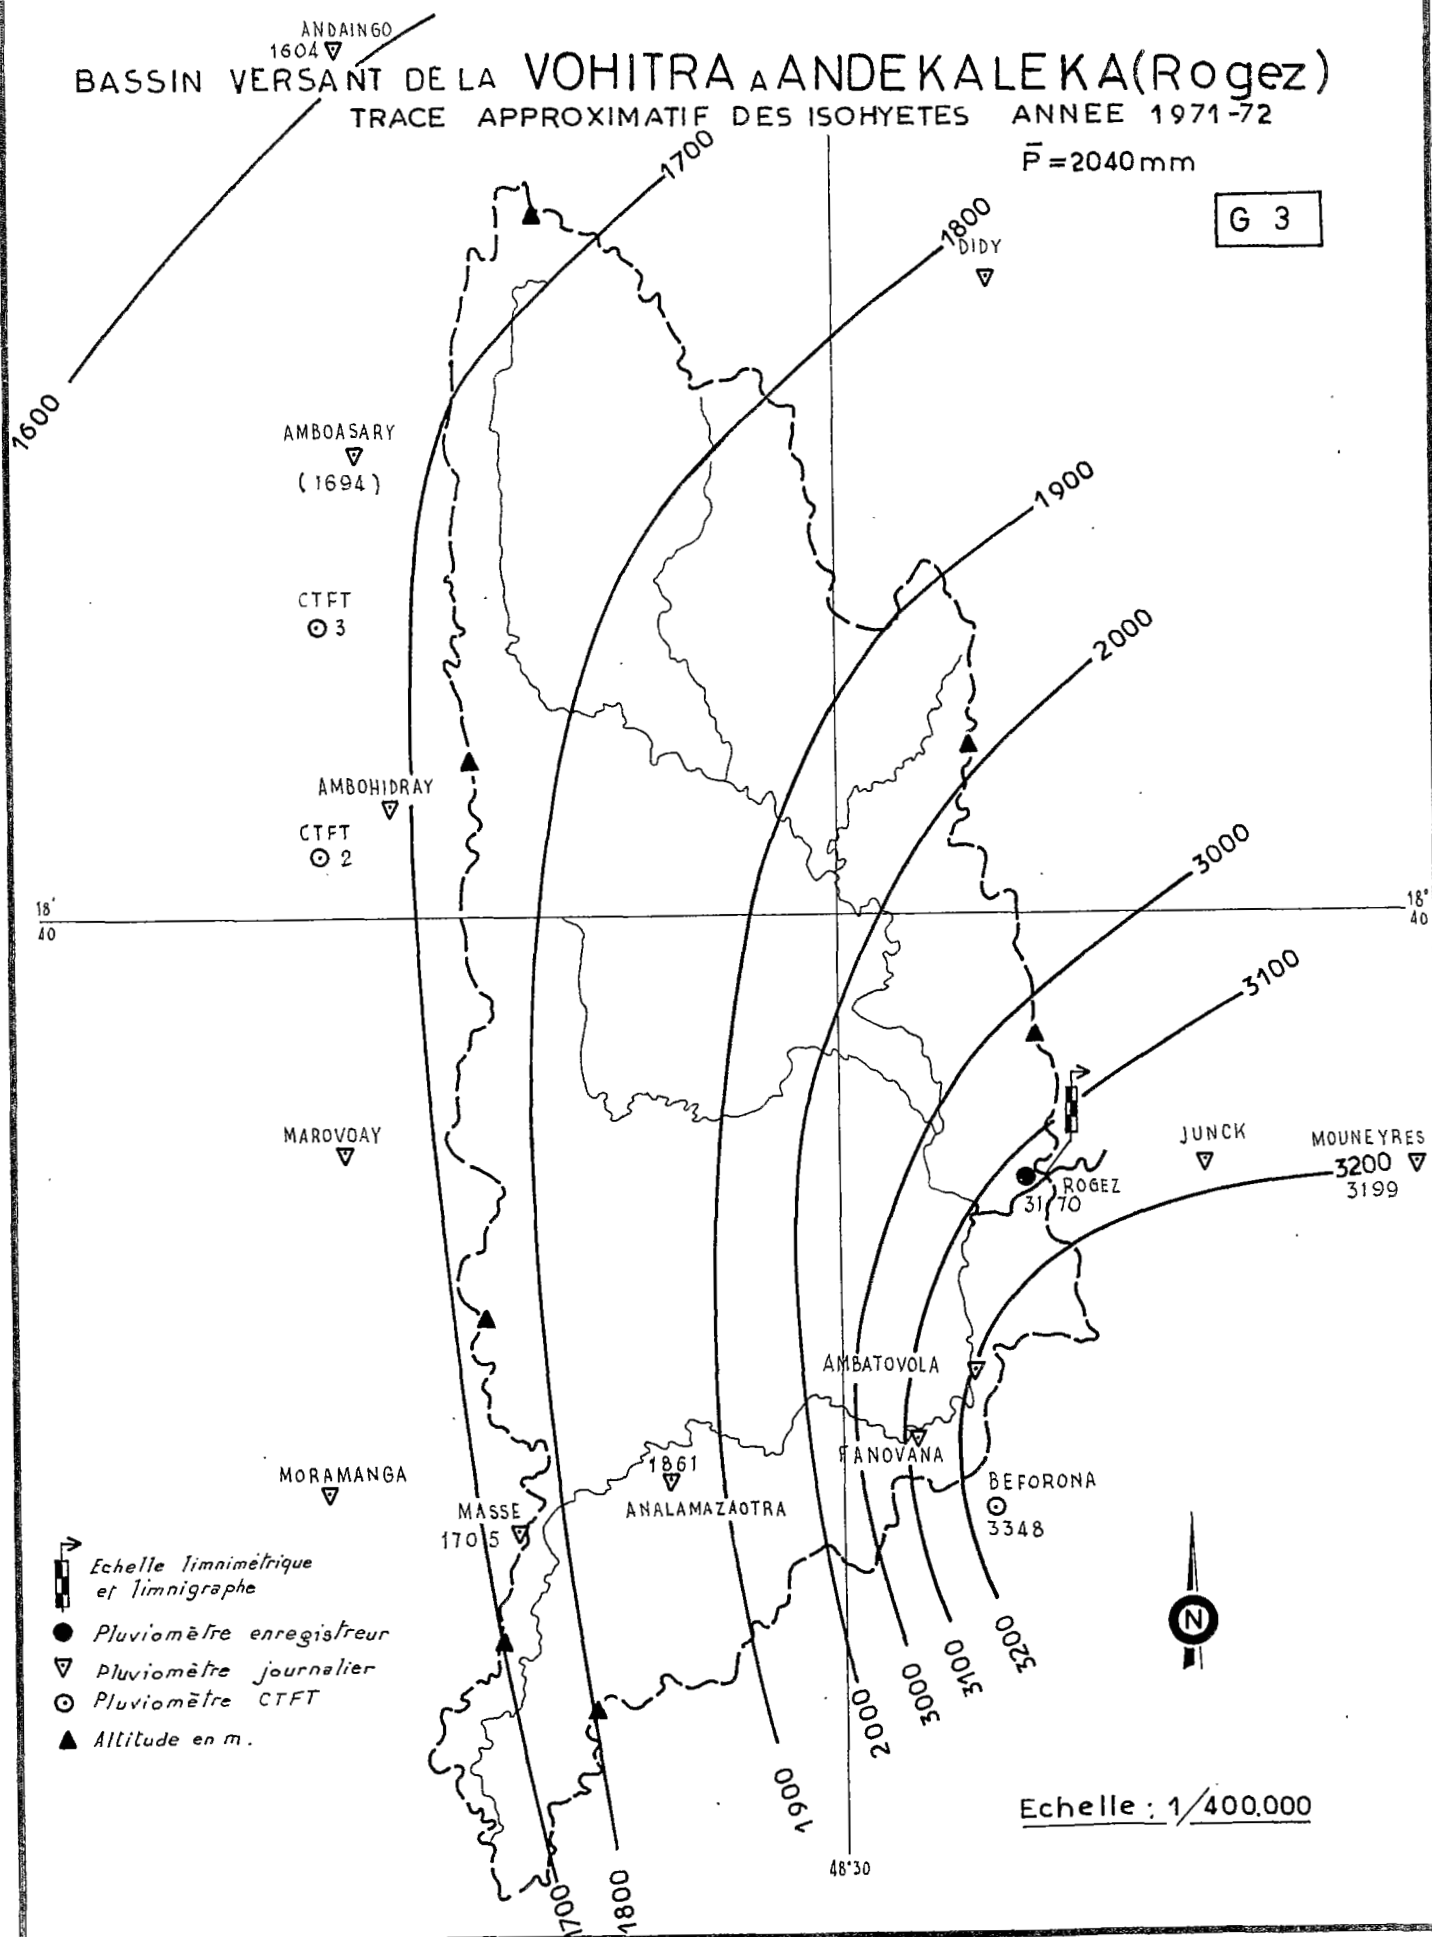 ANDAINGO
1604
BASSIN VERSANT DE LA VOHITRA A ANDEKALEKA (Rogez)
TRACE APPROXIMATIF DES ISOHYETES ANNEE 1971-72
P̄ = 2040 mm
G 3
1700
1800
DIDY
1600
AMBOASARY
(1694)
1900
CTFT
3
2000
AMBOHIDRAY
CTFT
2
3000
18°
40
18°
40
3100
MAROVOAY
JUNCK
MOUNEYRES
3200
3199
ROGEZ
3170
AMBATOVOLA
FANOVANA
MORAMANGA
1861
ANALAMAZAOTRA
BEFORONA
3348
MASSE
1705
Echelle limnimètrique
et limnigraphe
Pluviomètre enregistreur
Pluviomètre journalier
Pluviomètre CTFT
Altitude en m.
N
3200
3100
3000
2000
1900
1800
1700
48°30
Echelle : 1/400.000